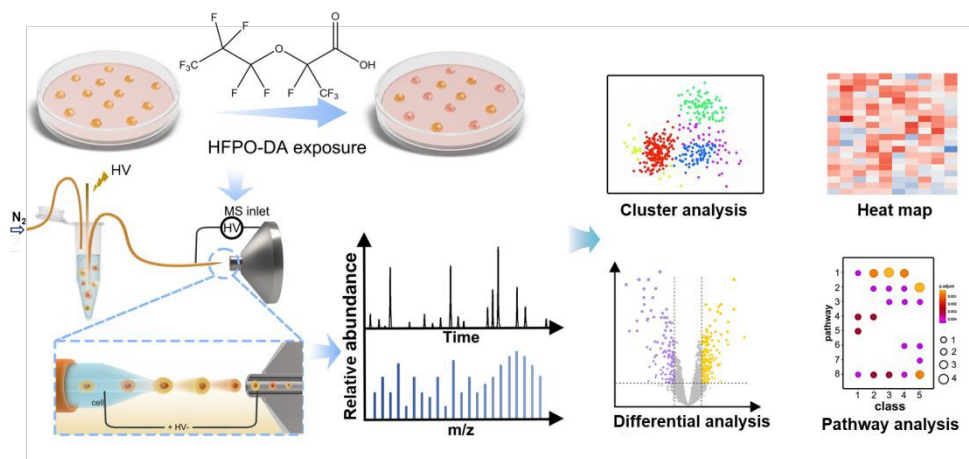 F
F
F
O
O
OH
F₃C
F
F
F
CF₃
HFPO-DA exposure
HV
N₂
MS inlet
HV
cell
+ HV-
Relative abundance
Time
m/z
Cluster analysis
Heat map
Differential analysis
pathway
1
2
3
4
5
6
7
8
1 2 3 4 5
class
p.adjust
1
2
3
4
Pathway analysis